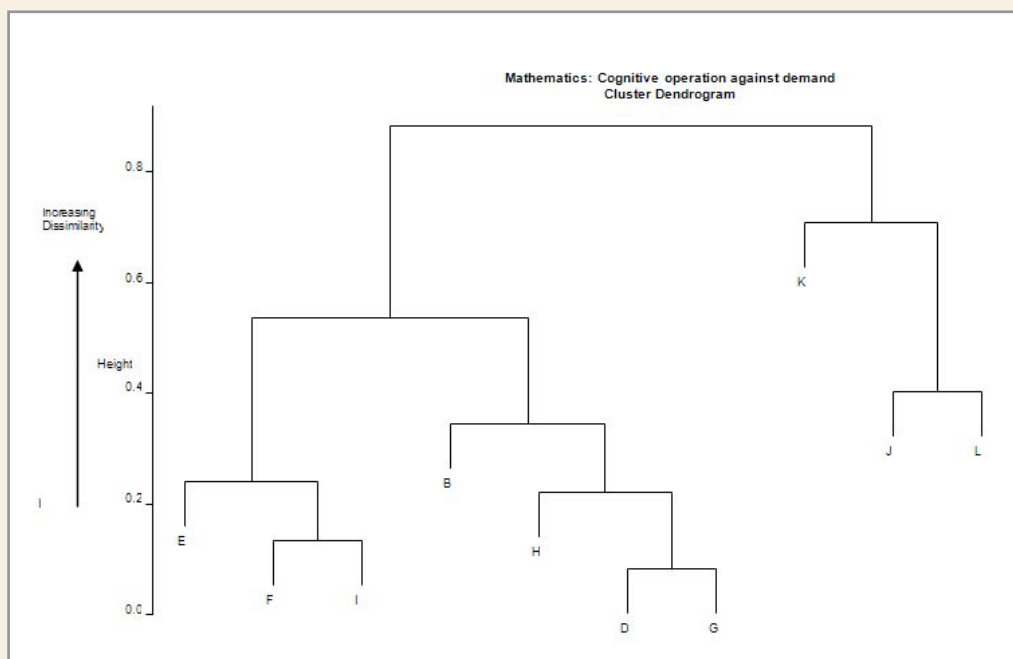 Mathematics: Cognitive operation against demand
Cluster Dendrogram
0.8
Increasing
Dissimilarity
0.6
K
Height
0.4
J
L
B
0.2
I
E
H
F
I
0.0
D
G